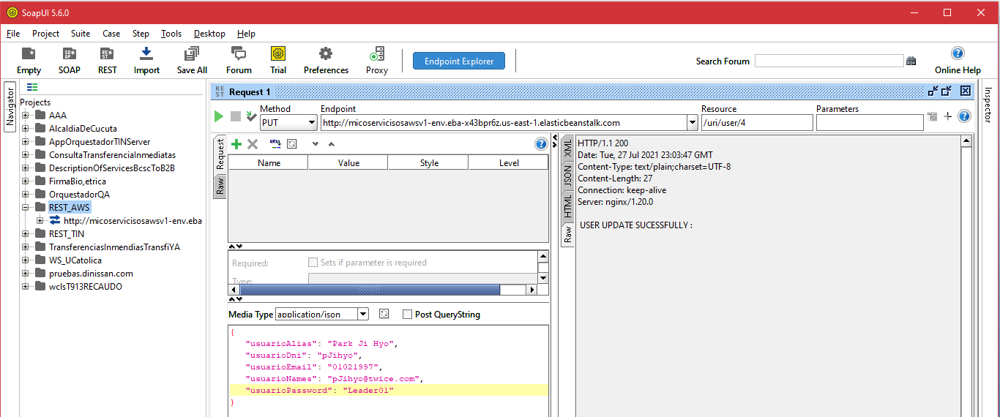 SoapUI 5.6.0
File Project Suite Case Step Tools Desktop Help
Empty SOAP REST Import Save All Forum Trial Preferences Proxy Endpoint Explorer Search Forum Online Help
Navigator
Projects
AAA
AlcaldiaDeCucuta
AppOrquestadorTINServer
ConsultaTransferenciaInmediatas
DescriptionOfServicesBcscToB2B
FirmaBio,etrica
OrquestadorQA
REST_AWS
http://micoservicisosawsv1-env.eba
REST_TIN
TransferenciasInmendiasTransfiYA
WS_UCatolica
pruebas.dinissan.com
wclsT913RECAUDO
RE ST Request 1
Method Endpoint Resource Parameters
PUT http://micoservicisosawsv1-env.eba-x43bpr6z.us-east-1.elasticbeanstalk.com /uri/user/4
Request
Raw
Name Value Style Level
Required: Sets if parameter is required
Type:
Media Type application/json Post QueryString
{
"usuarioAlias": "Park Ji Hyo",
"usuarioDni": "pJihyo",
"usuarioEmail": "01021997",
"usuarioNames": "pJihyo@twice.com",
"usuarioPassword": "Leader01"
}
XML
JSON
HTML
Raw
HTTP/1.1 200
Date: Tue, 27 Jul 2021 23:03:47 GMT
Content-Type: text/plain;charset=UTF-8
Content-Length: 27
Connection: keep-alive
Server: nginx/1.20.0
USER UPDATE SUCESSFULLY :
Inspector